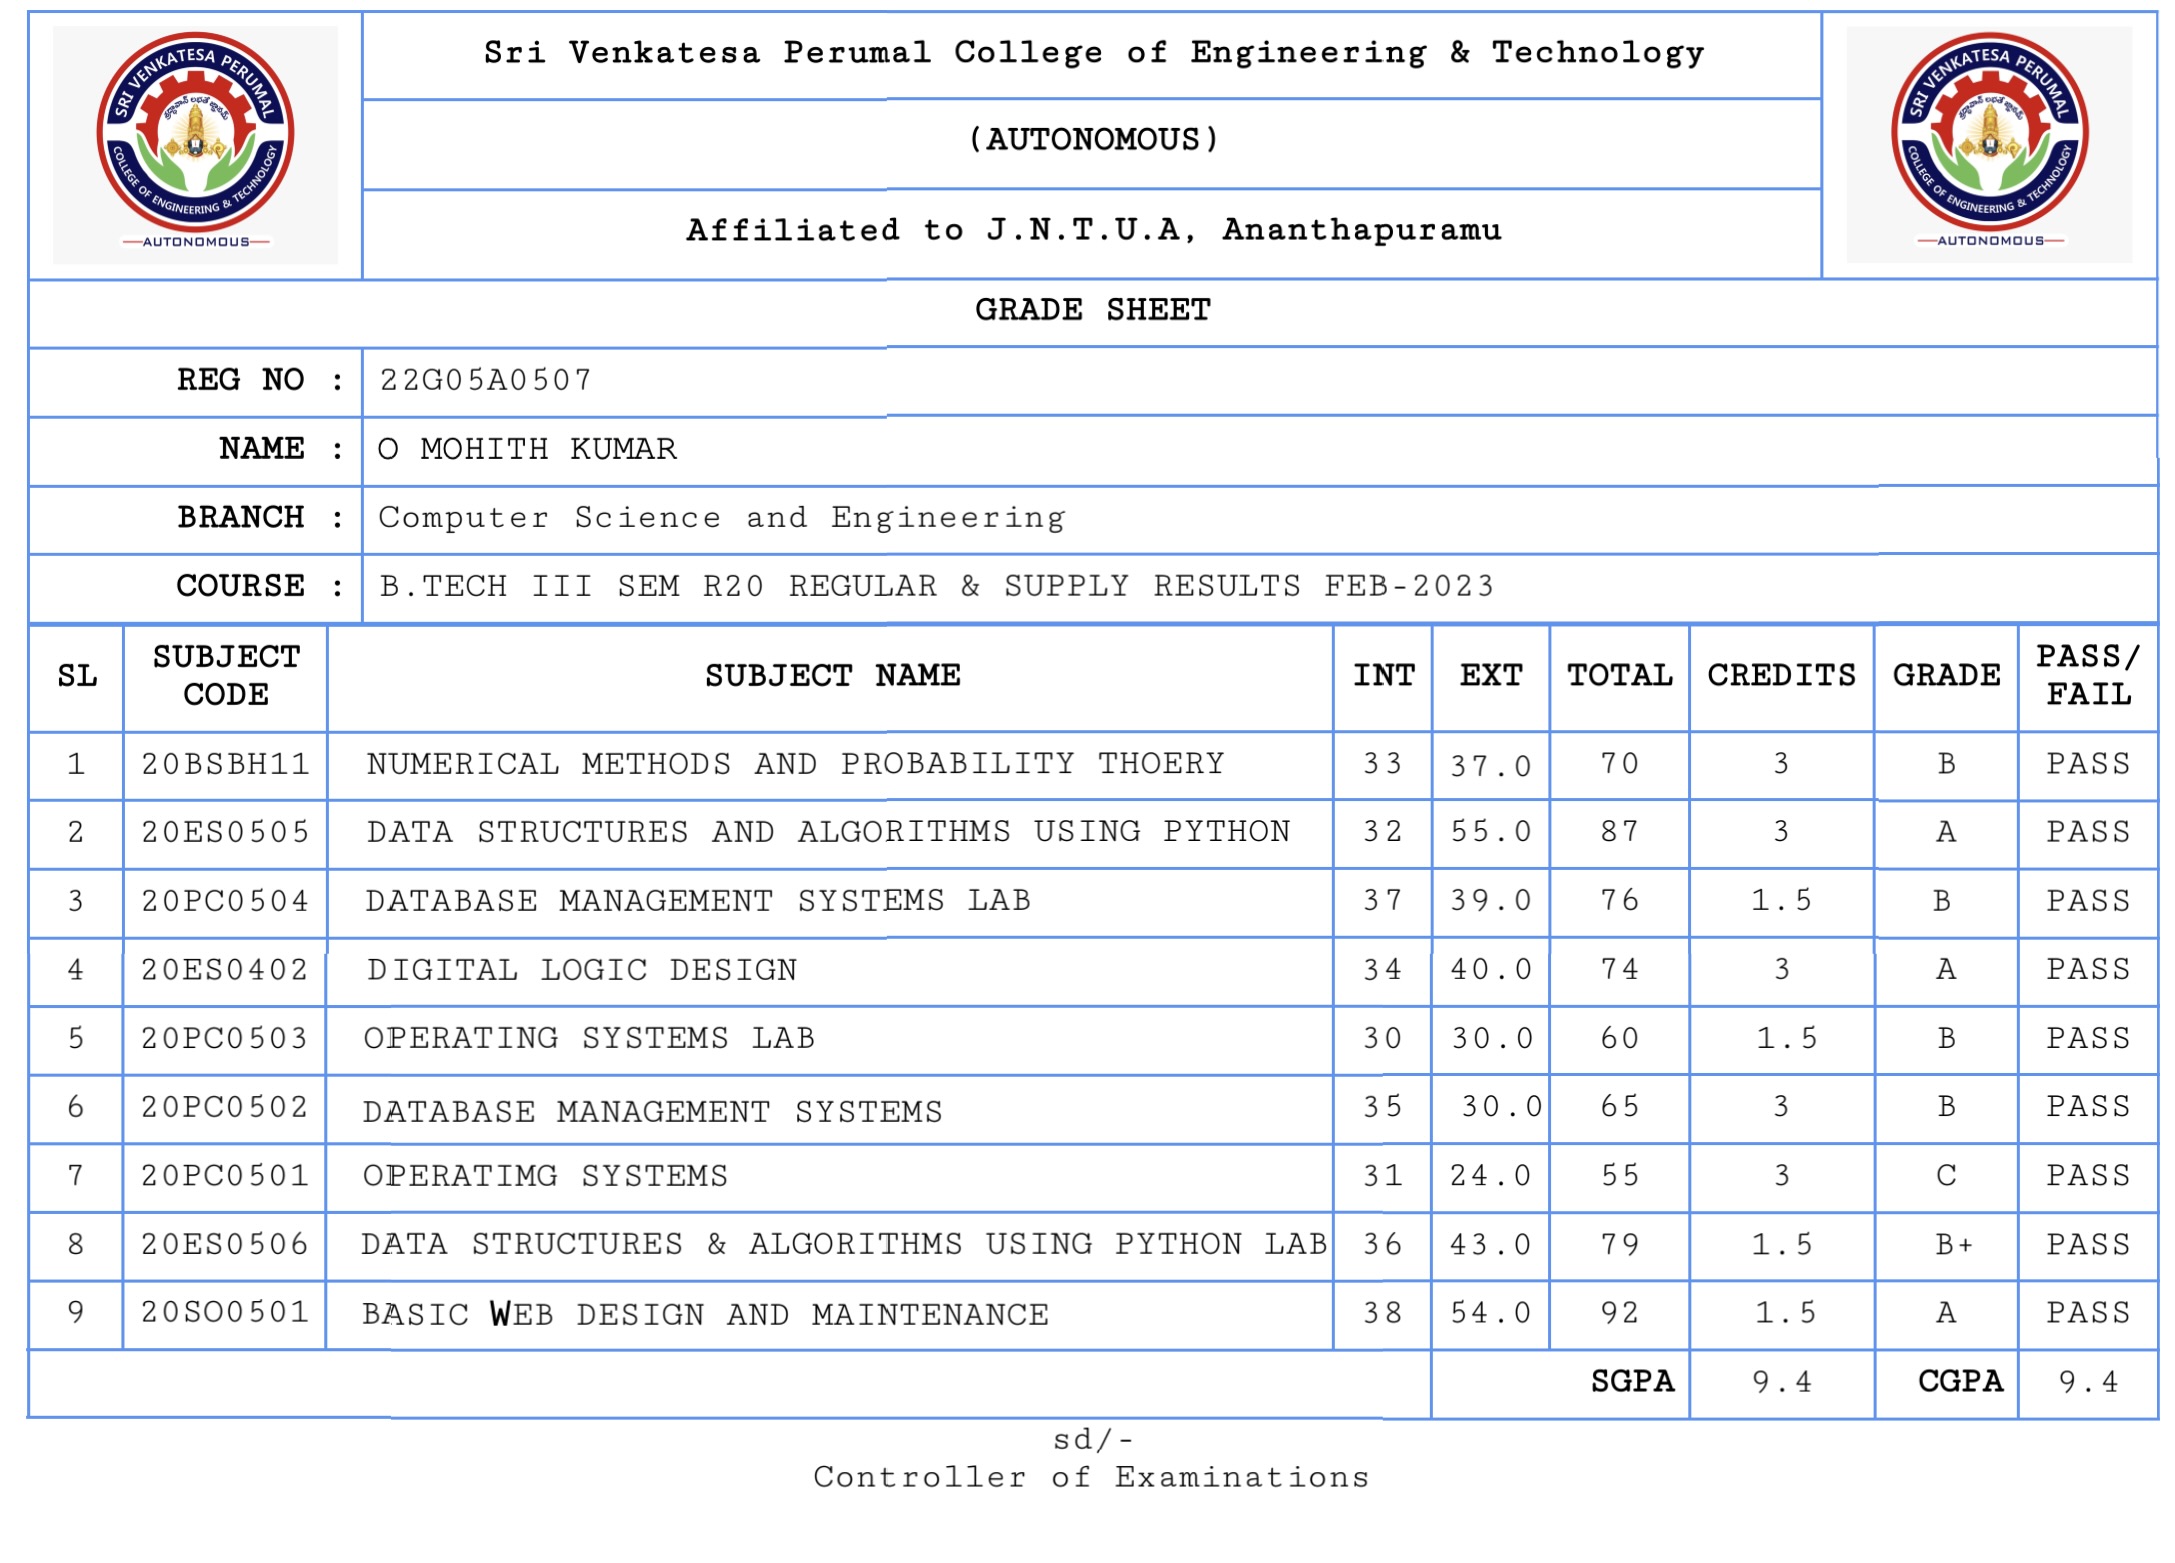 SRI VENKATESA PERUMAL
COLLEGE OF ENGINEERING & TECHNOLOGY
AUTONOMOUS
Sri Venkatesa Perumal College of Engineering & Technology
(AUTONOMOUS)
Affiliated to J.N.T.U.A, Ananthapuramu
SRI VENKATESA PERUMAL
COLLEGE OF ENGINEERING & TECHNOLOGY
AUTONOMOUS
GRADE SHEET
REG NO : 22G05A0507
NAME : O MOHITH KUMAR
BRANCH : Computer Science and Engineering
COURSE : B.TECH III SEM R20 REGULAR & SUPPLY RESULTS FEB-2023
SL SUBJECT CODE SUBJECT NAME INT EXT TOTAL CREDITS GRADE PASS/ FAIL
1 20BSBH11 NUMERICAL METHODS AND PROBABILITY THOERY 33 37.0 70 3 B PASS
2 20ES0505 DATA STRUCTURES AND ALGORITHMS USING PYTHON 32 55.0 87 3 A PASS
3 20PC0504 DATABASE MANAGEMENT SYSTEMS LAB 37 39.0 76 1.5 B PASS
4 20ES0402 DIGITAL LOGIC DESIGN 34 40.0 74 3 A PASS
5 20PC0503 OPERATING SYSTEMS LAB 30 30.0 60 1.5 B PASS
6 20PC0502 DATABASE MANAGEMENT SYSTEMS 35 30.0 65 3 B PASS
7 20PC0501 OPERATIMG SYSTEMS 31 24.0 55 3 C PASS
8 20ES0506 DATA STRUCTURES & ALGORITHMS USING PYTHON LAB 36 43.0 79 1.5 B+ PASS
9 20SO0501 BASIC WEB DESIGN AND MAINTENANCE 38 54.0 92 1.5 A PASS
SGPA 9.4 CGPA 9.4
sd/-
Controller of Examinations